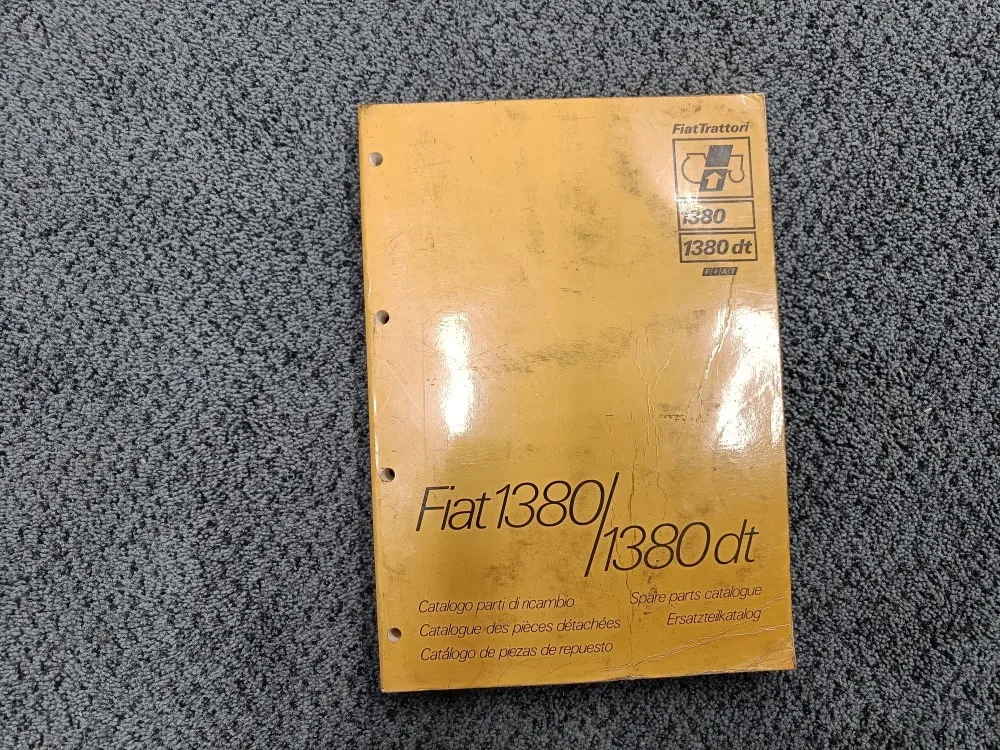 FiatTrattori
1380
1380 dt
FIAT
Fiat 1380/
1380 dt
Catalogo parti di ricambio
Catalogue des pièces détachées
Catálogo de piezas de repuesto
Spare parts catalogue
Ersatzteilkatalog